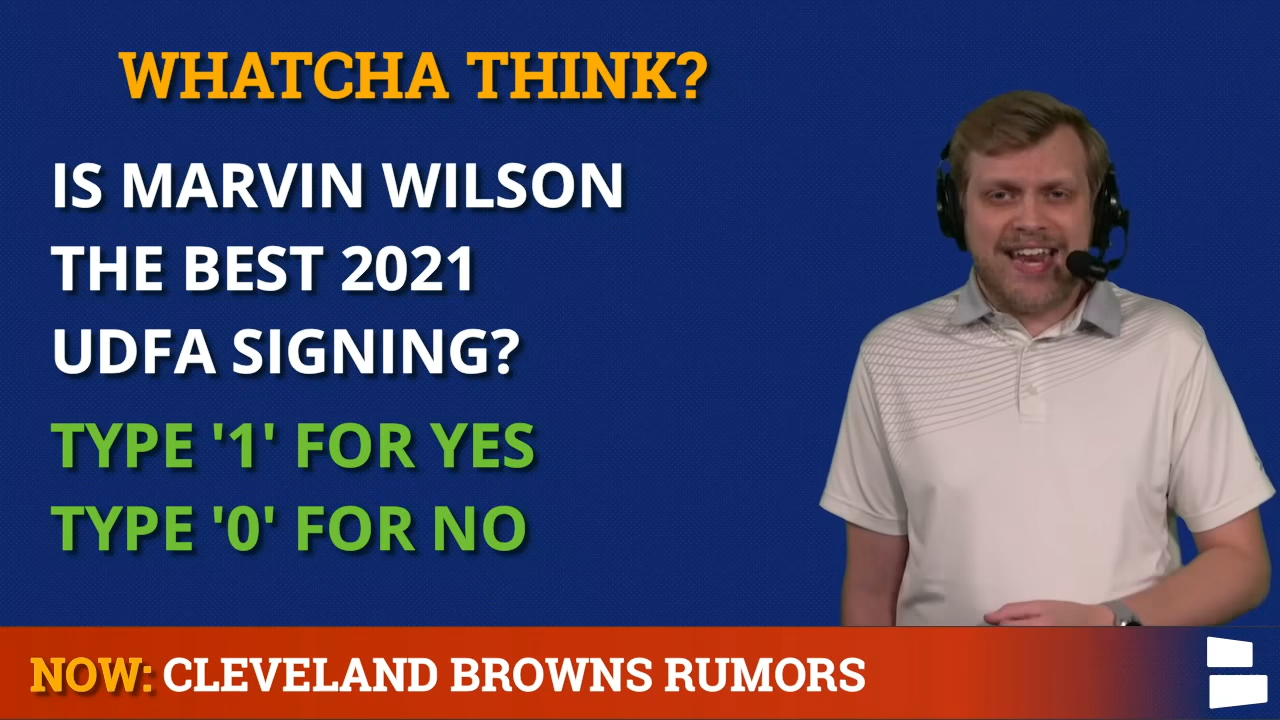 WHATCHA THINK?
IS MARVIN WILSON
THE BEST 2021
UDFA SIGNING?
TYPE '1' FOR YES
TYPE '0' FOR NO
NOW: CLEVELAND BROWNS RUMORS